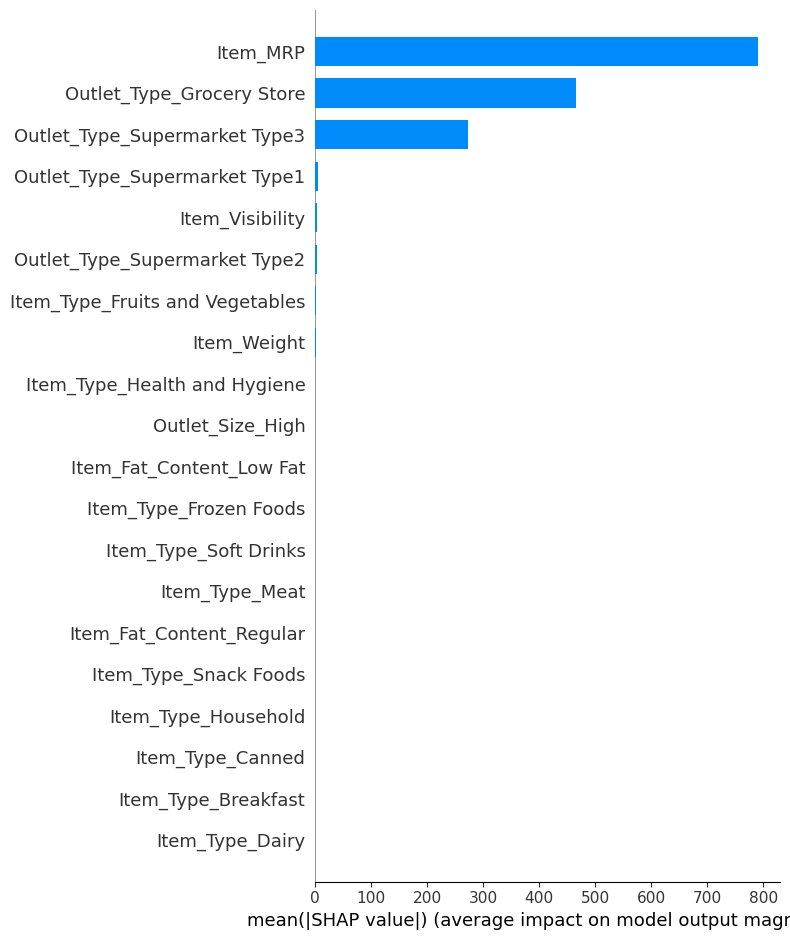 Item_MRP
Outlet_Type_Grocery Store
Outlet_Type_Supermarket Type3
Outlet_Type_Supermarket Type1
Item_Visibility
Outlet_Type_Supermarket Type2
Item_Type_Fruits and Vegetables
Item_Weight
Item_Type_Health and Hygiene
Outlet_Size_High
Item_Fat_Content_Low Fat
Item_Type_Frozen Foods
Item_Type_Soft Drinks
Item_Type_Meat
Item_Fat_Content_Regular
Item_Type_Snack Foods
Item_Type_Household
Item_Type_Canned
Item_Type_Breakfast
Item_Type_Dairy
0 100 200 300 400 500 600 700 800
mean(|SHAP value|) (average impact on model output magn